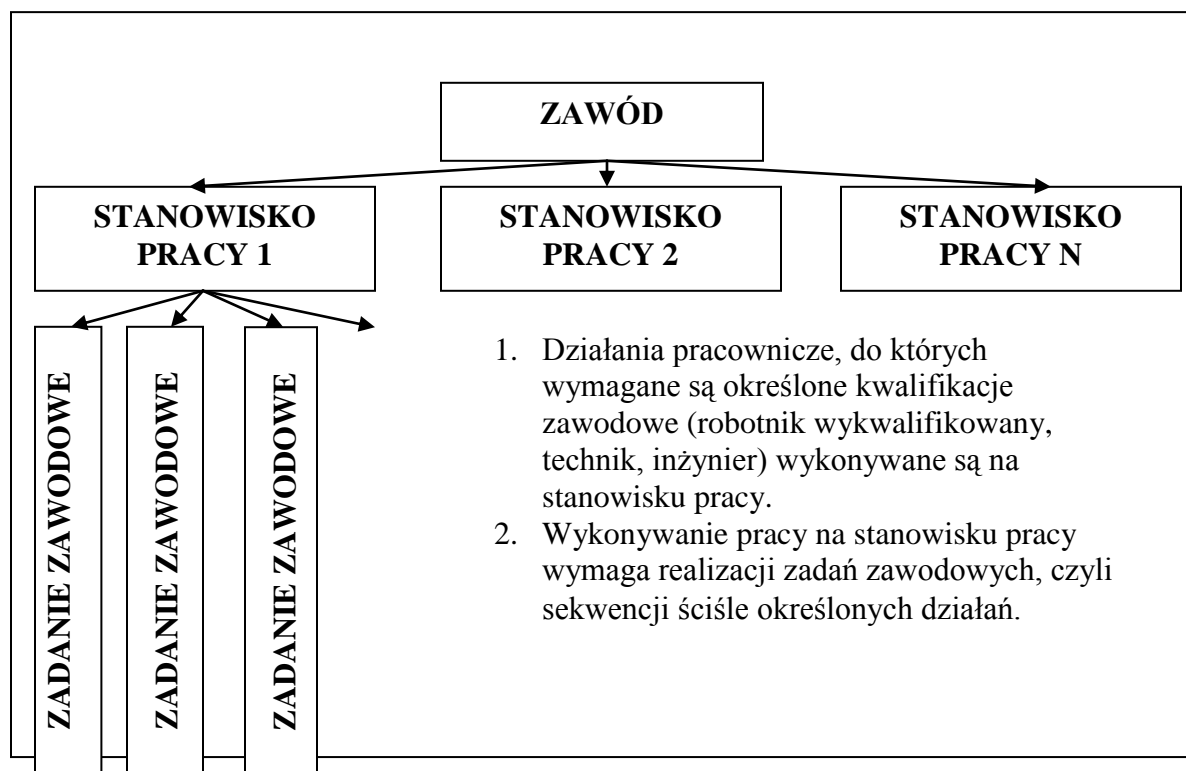 ZAWÓD
STANOWISKO
PRACY 1
STANOWISKO
PRACY 2
STANOWISKO
PRACY N
ZADANIE ZAWODOWE
ZADANIE ZAWODOWE
ZADANIE ZAWODOWE
1. Działania pracownicze, do których
wymagane są określone kwalifikacje
zawodowe (robotnik wykwalifikowany,
technik, inżynier) wykonywane są na
stanowisku pracy.
2. Wykonywanie pracy na stanowisku pracy
wymaga realizacji zadań zawodowych, czyli
sekwencji ściśle określonych działań.